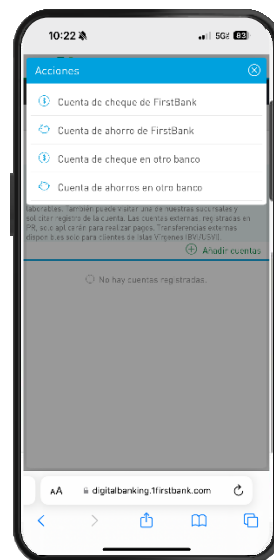 10:22
5G 83
Acciones
Cuenta de cheque de FirstBank
Cuenta de ahorro de FirstBank
Cuenta de cheque en otro banco
Cuenta de ahorros en otro banco
laborables. También puede visitar una de nuestras sucursales y
solicitar registro de la cuenta. Las cuentas externas, registradas en
PR, solo aplicarán para realizar pagos. Transferencias externas
disponibles solo para clientes de Islas Vírgenes (BVI/USVI).
Añadir cuentas
No hay cuentas registradas.
AA digitalbanking.1firstbank.com